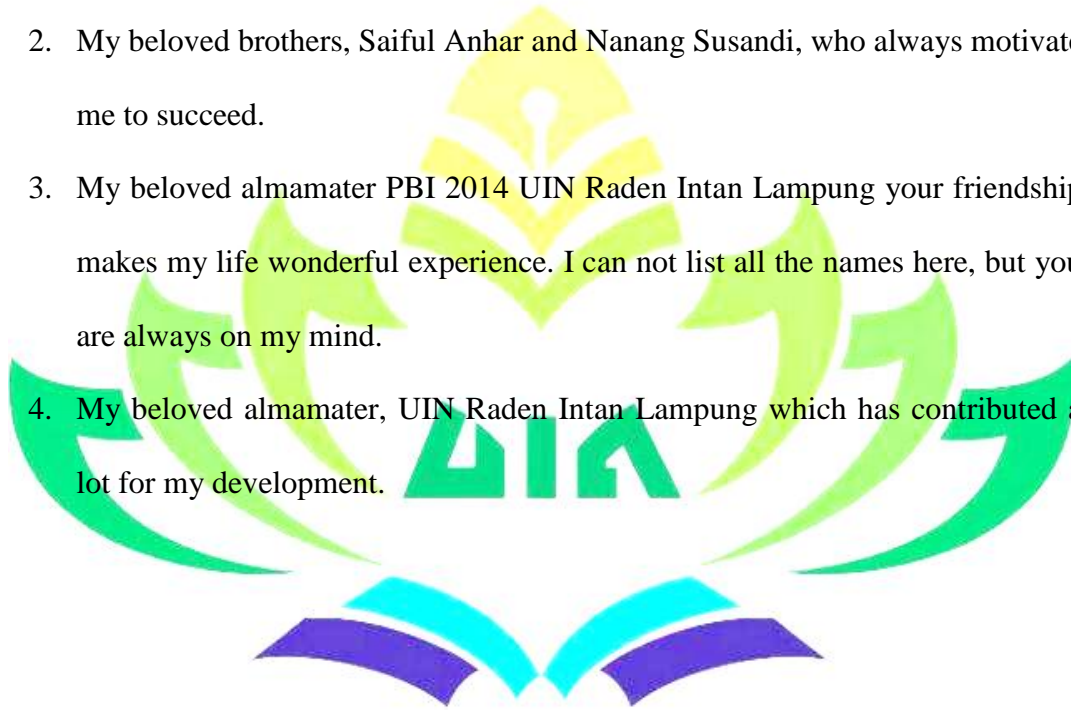 2. My beloved brothers, Saiful Anhar and Nanang Susandi, who always motivate
me to succeed.
3. My beloved almamater PBI 2014 UIN Raden Intan Lampung your friendship
makes my life wonderful experience. I can not list all the names here, but you
are always on my mind.
4. My beloved almamater, UIN Raden Intan Lampung which has contributed a
lot for my development.
UIN